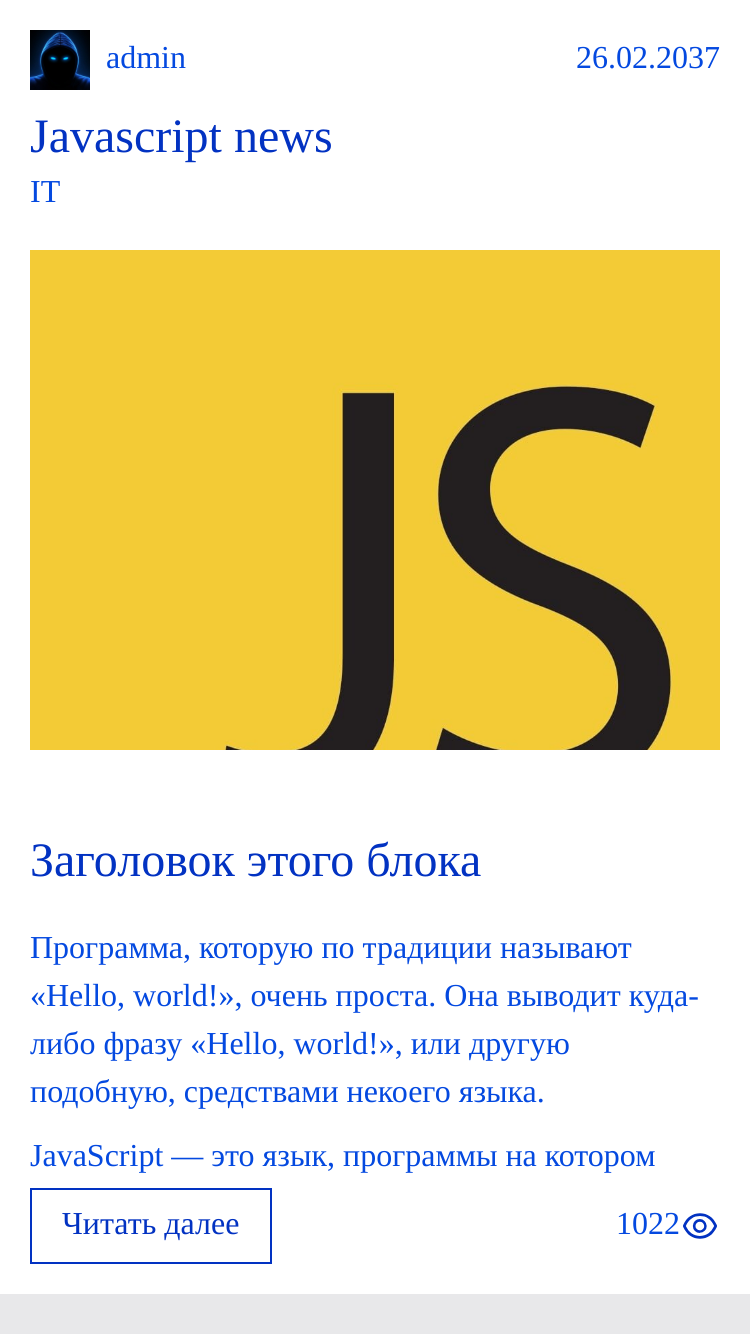 admin 26.02.2037
Javascript news
IT
JS
Заголовок этого блока
Программа, которую по традиции называют
«Hello, world!», очень проста. Она выводит куда-
либо фразу «Hello, world!», или другую
подобную, средствами некоего языка.
JavaScript — это язык, программы на котором
Читать далее 1022